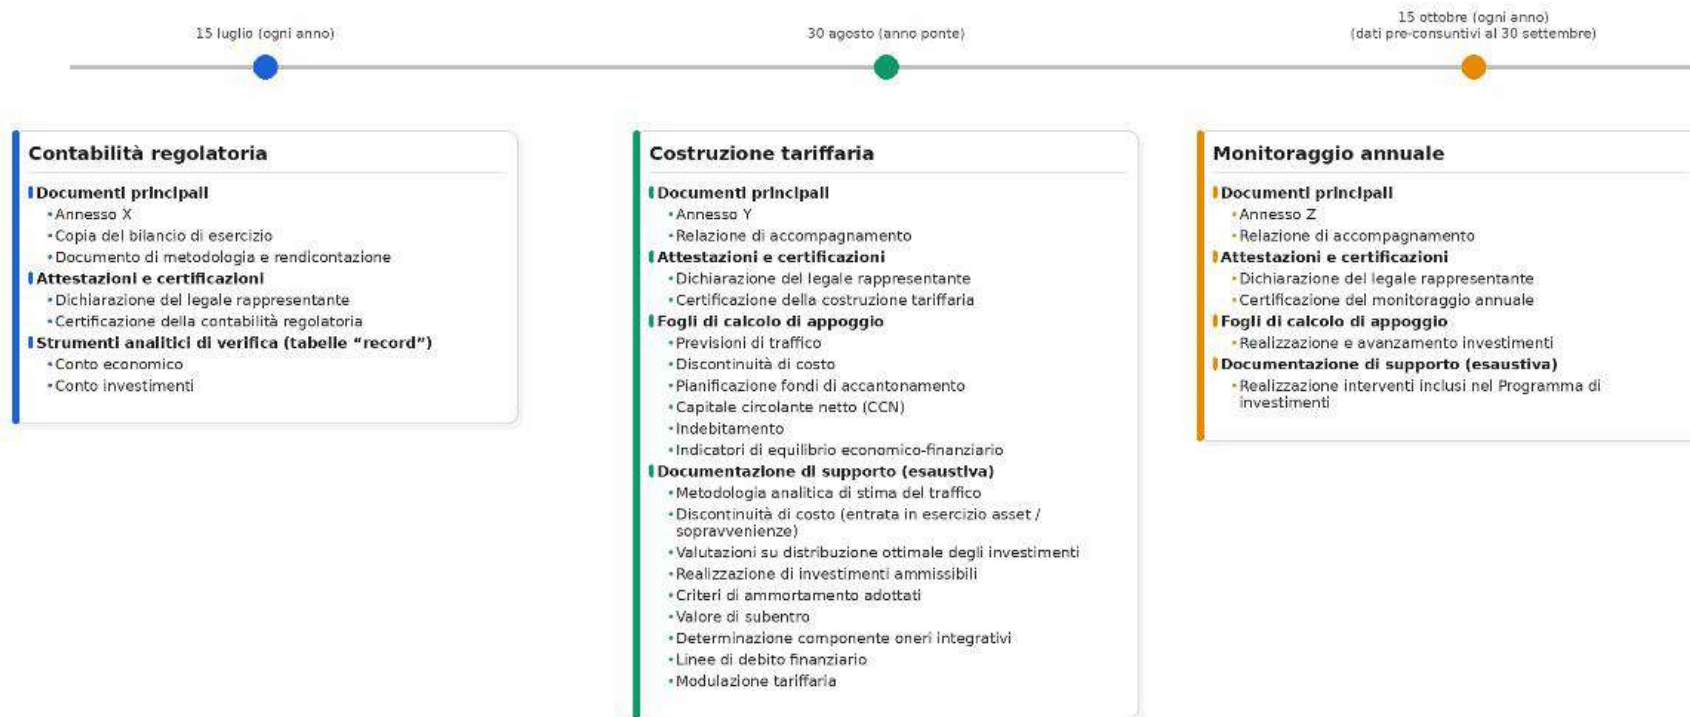 15 luglio (ogni anno)
30 agosto (anno ponte)
15 ottobre (ogni anno)
(dati pre-consuntivi al 30 settembre)
Contabilità regolatoria
Documenti principali
•Annesso X
•Copia del bilancio di esercizio
•Documento di metodologia e rendicontazione
Attestazioni e certificazioni
•Dichiarazione del legale rappresentante
•Certificazione della contabilità regolatoria
Strumenti analitici di verifica (tabelle “record”)
•Conto economico
•Conto investimenti
Costruzione tariffaria
Documenti principali
•Annesso Y
•Relazione di accompagnamento
Attestazioni e certificazioni
•Dichiarazione del legale rappresentante
•Certificazione della costruzione tariffaria
Fogli di calcolo di appoggio
•Previsioni di traffico
•Discontinuità di costo
•Pianificazione fondi di accantonamento
•Capitale circolante netto (CCN)
•Indebitamento
•Indicatori di equilibrio economico-finanziario
Documentazione di supporto (esaustiva)
•Metodologia analitica di stima del traffico
•Discontinuità di costo (entrata in esercizio asset /
sopravvenienze)
•Valutazioni su distribuzione ottimale degli investimenti
•Realizzazione di investimenti ammissibili
•Criteri di ammortamento adottati
•Valore di subentro
•Determinazione componente oneri integrativi
•Linee di debito finanziario
•Modulazione tariffaria
Monitoraggio annuale
Documenti principali
•Annesso Z
•Relazione di accompagnamento
Attestazioni e certificazioni
•Dichiarazione del legale rappresentante
•Certificazione del monitoraggio annuale
Fogli di calcolo di appoggio
•Realizzazione e avanzamento investimenti
Documentazione di supporto (esaustiva)
•Realizzazione interventi inclusi nel Programma di
investimenti